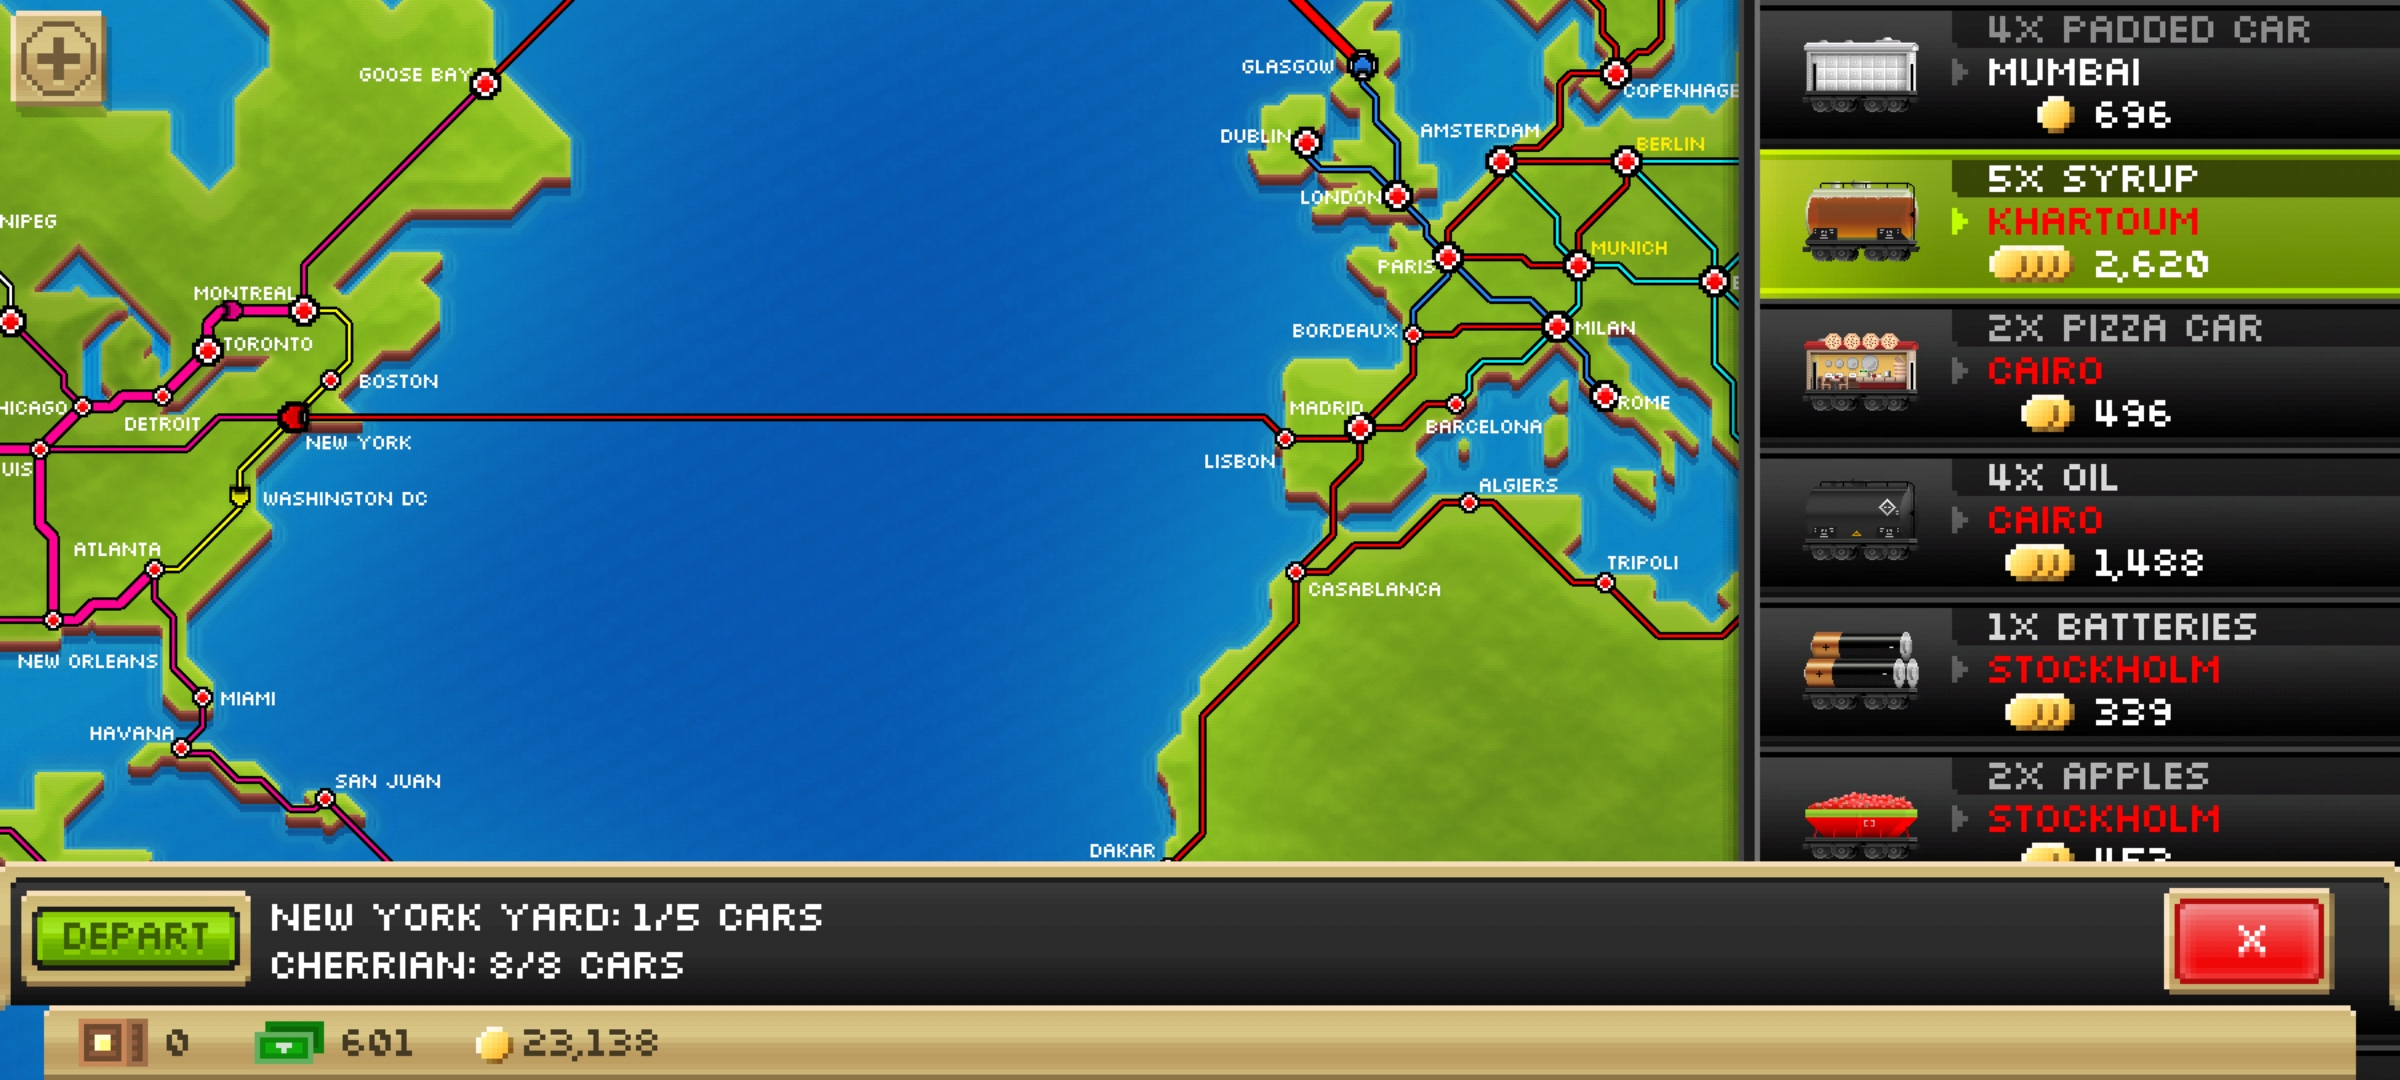 GOOSE BAY
GLASGOW
COPENHAGE
DUBLIN
AMSTERDAM
BERLIN
LONDON
NIPEG
MUNICH
PARIS
MONTREAL
TORONTO
BORDEAUX
MILAN
BOSTON
HICAGO
DETROIT
MADRID
ROME
NEW YORK
BARCELONA
LISBON
UIS
WASHINGTON DC
ALGIERS
ATLANTA
TRIPOLI
CASABLANCA
NEW ORLEANS
MIAMI
HAVANA
SAN JUAN
DAKAR
4X PADDED CAR
MUMBAI
696
5X SYRUP
KHARTOUM
2,620
2X PIZZA CAR
CAIRO
496
4X OIL
CAIRO
1,488
1X BATTERIES
STOCKHOLM
339
2X APPLES
STOCKHOLM
DEPART
NEW YORK YARD: 1/5 CARS
CHERRIAN: 8/8 CARS
X
0
601
23,138